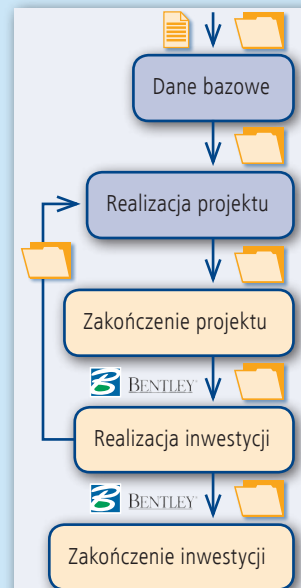 Dane bazowe
Realizacja projektu
Zakończenie projektu
BENTLEY
Realizacja inwestycji
BENTLEY
Zakończenie inwestycji